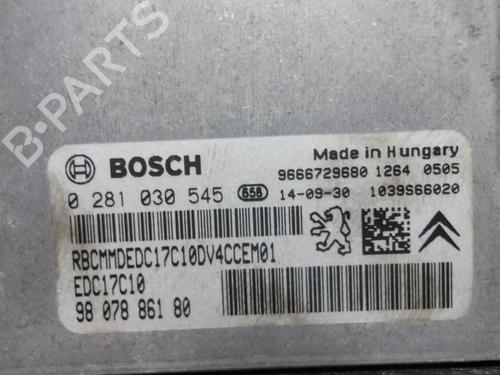 B-PARTS
BOSCH
Made in Hungary
9666729680 1264 0505
0 281 030 545 658 14-09-30 1039S66020
RBCMMDEDC17C10DV4CCEM01
EDC17C10
98 078 861 80